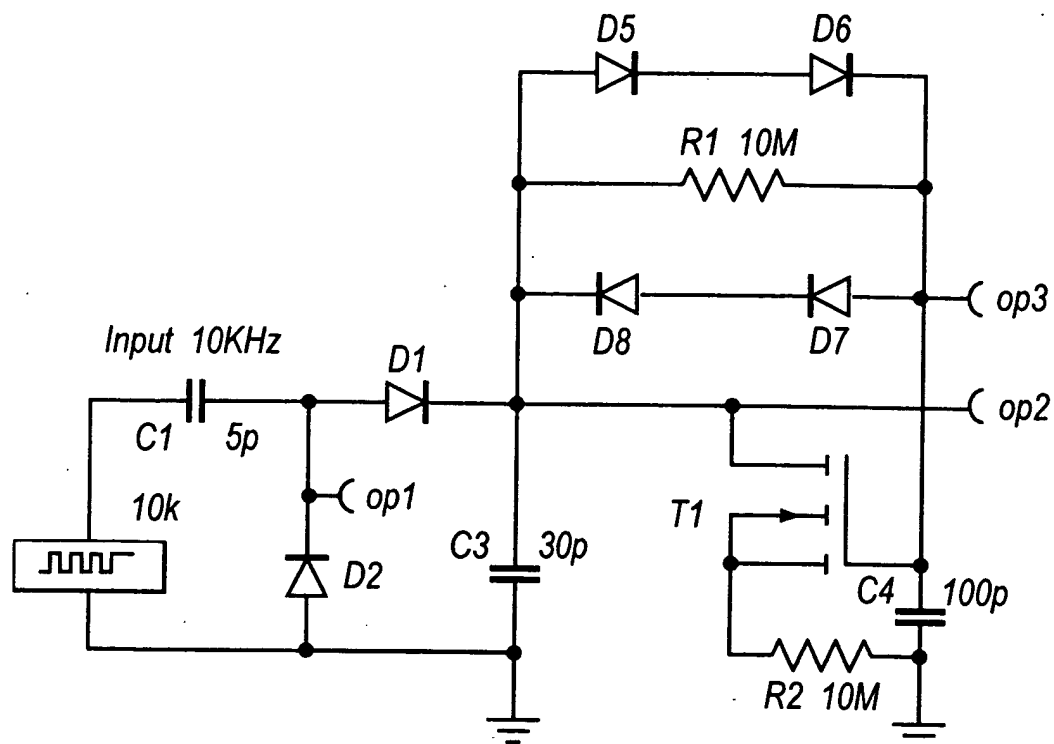 D5 D6
R1 10M
op3
D8 D7
Input 10KHz
D1
op2
C1 5p
op1
T1
10k
C3 30p
D2
C4 100p
R2 10M